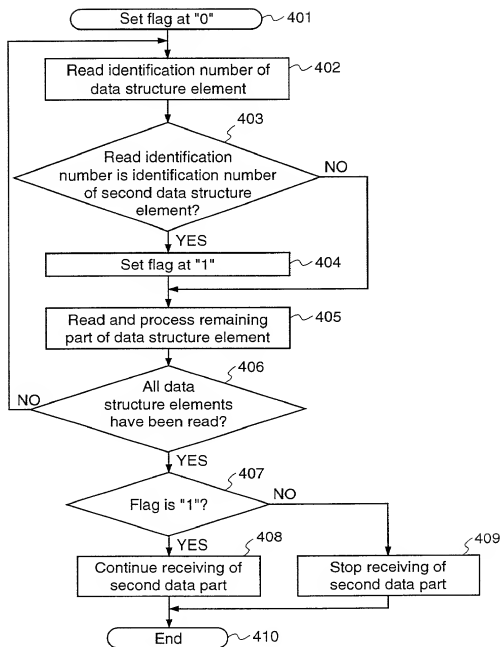 Set flag at "0"
401
Read identification number of
data structure element
402
403
Read identification
number is identification number
of second data structure
element?
NO
YES
Set flag at "1"
404
Read and process remaining
part of data structure element
405
406
All data
structure elements
have been read?
NO
YES
407
Flag is "1"?
NO
YES
408
409
Continue receiving of
second data part
Stop receiving of
second data part
End
410